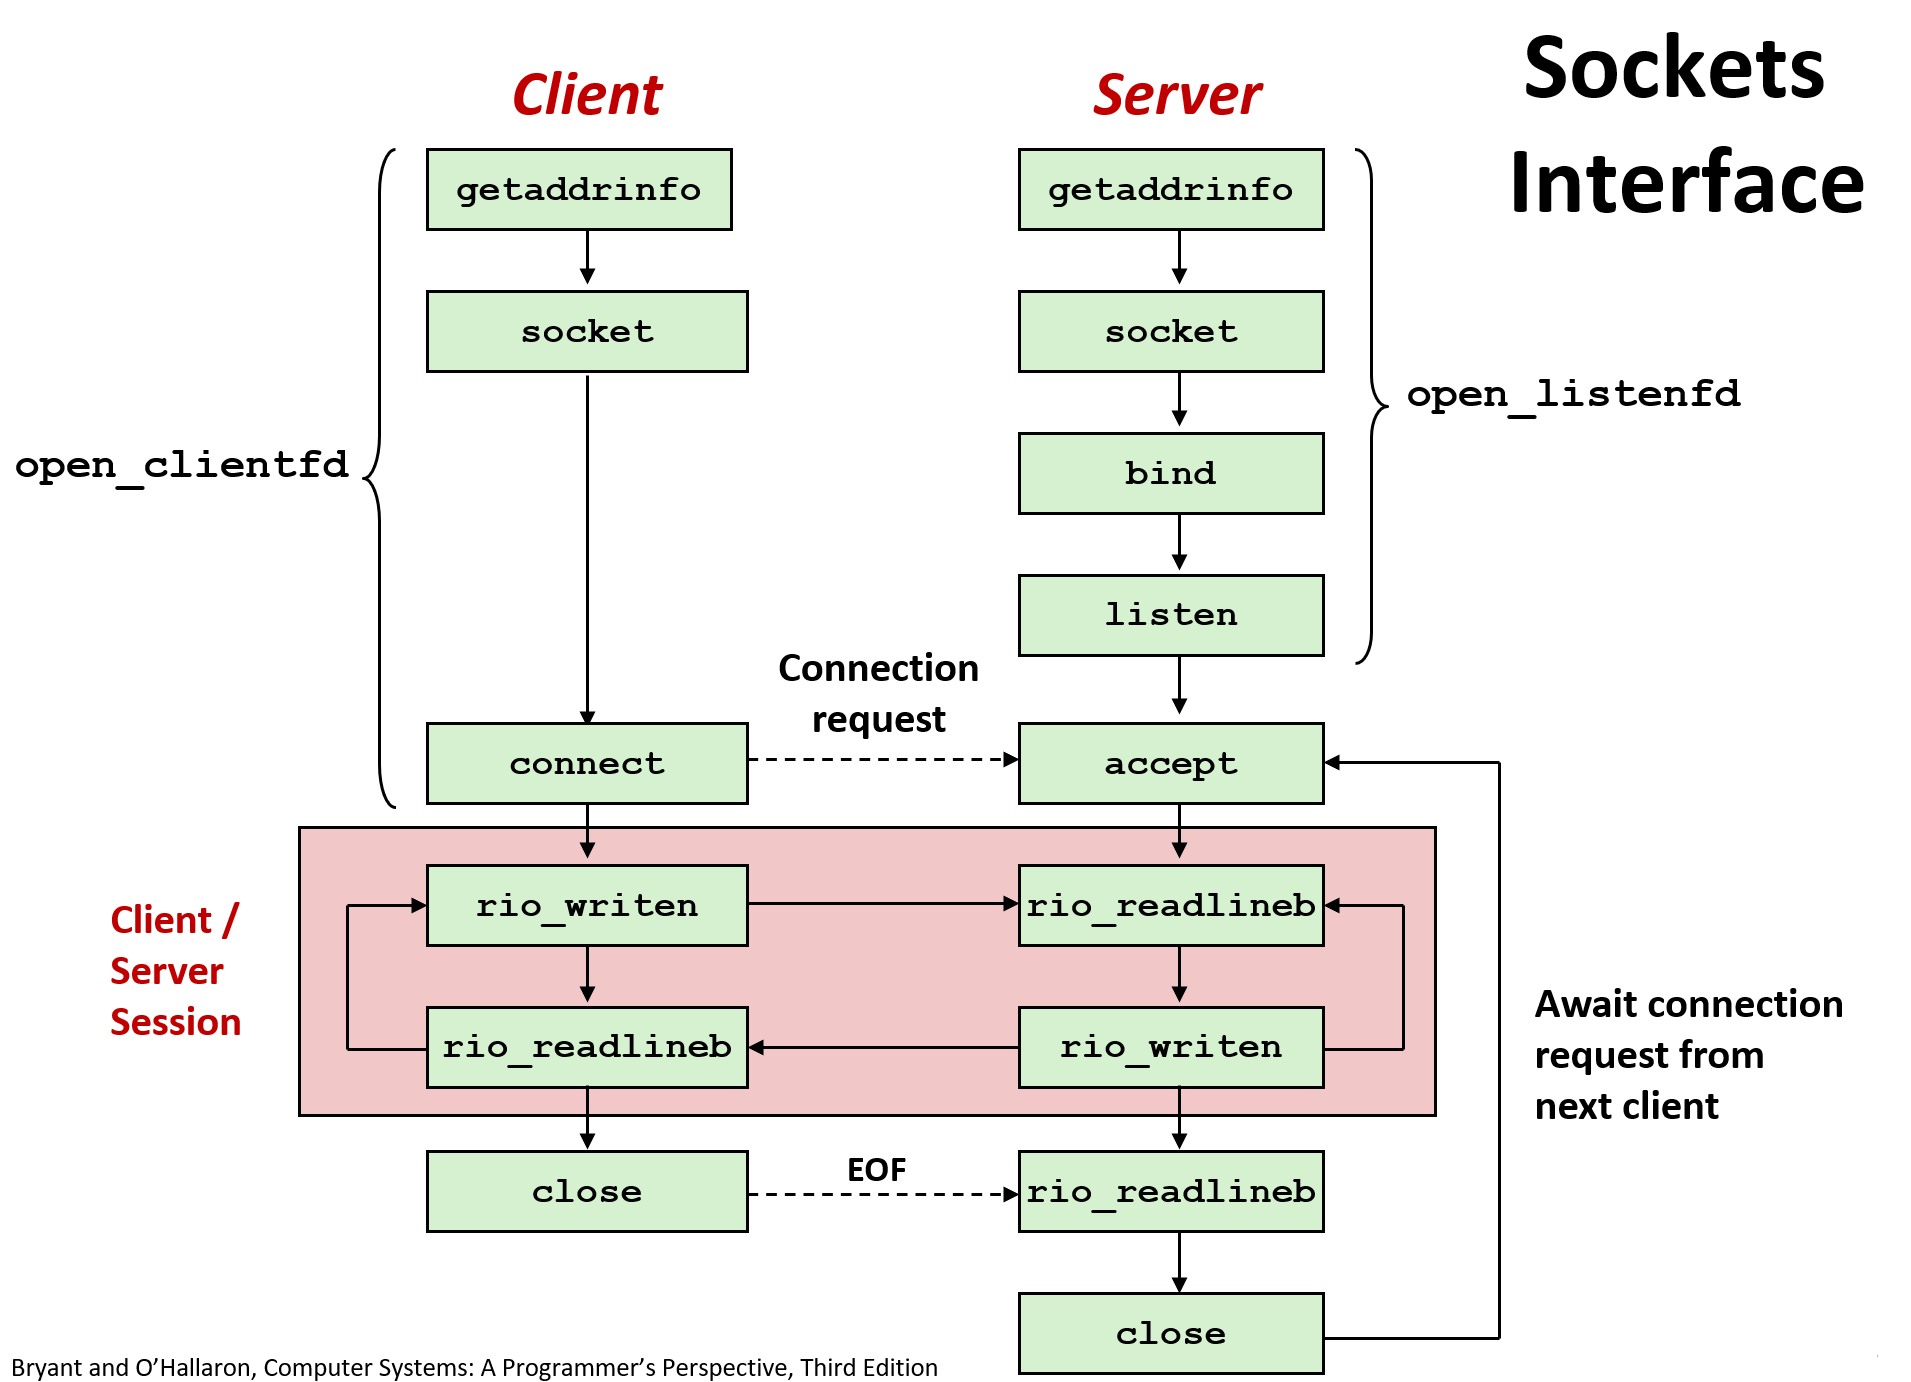 Sockets
Interface
Client
Server
getaddrinfo
getaddrinfo
socket
socket
open_listenfd
open_clientfd
bind
listen
Connection
request
connect
accept
Client /
Server
Session
rio_writen
rio_readlineb
rio_readlineb
rio_writen
Await connection
request from
next client
close
EOF
rio_readlineb
close
Bryant and O’Hallaron, Computer Systems: A Programmer’s Perspective, Third Edition